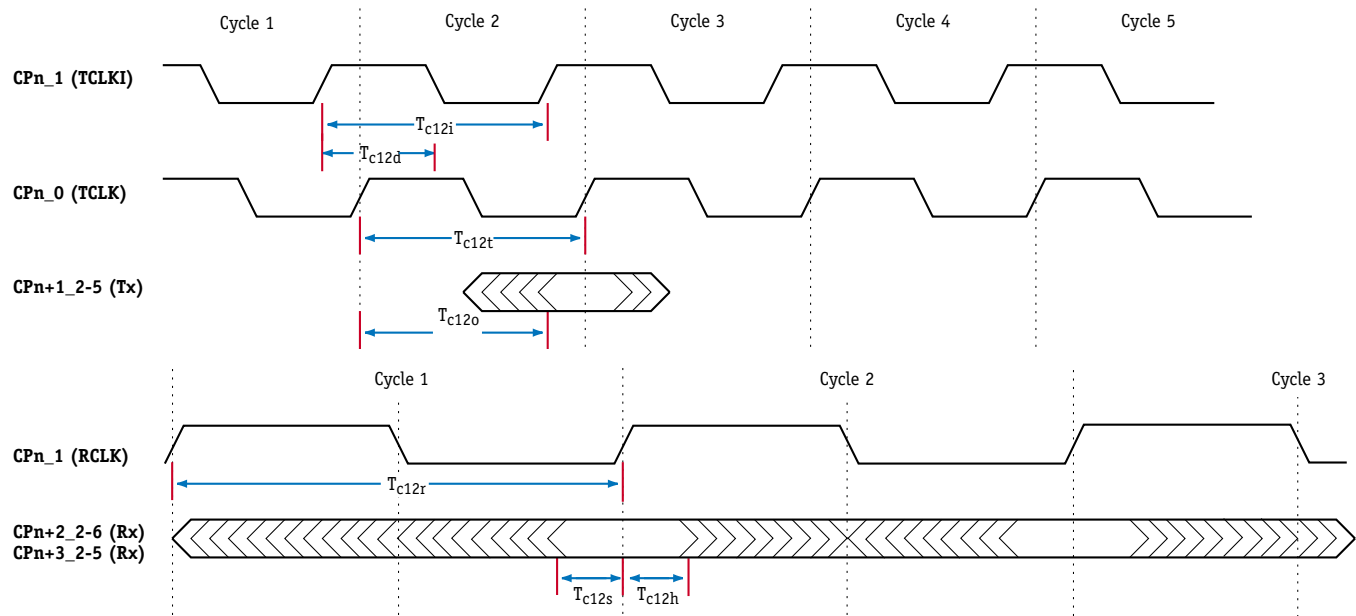 Cycle 1 Cycle 2 Cycle 3 Cycle 4 Cycle 5
CPn_1 (TCLKI)
Tc12i
Tc12d
CPn_0 (TCLK)
Tc12t
CPn+1_2-5 (Tx)
Tc12o
Cycle 1 Cycle 2 Cycle 3
CPn_1 (RCLK)
Tc12r
CPn+2_2-6 (Rx)
CPn+3_2-5 (Rx)
Tc12s Tc12h